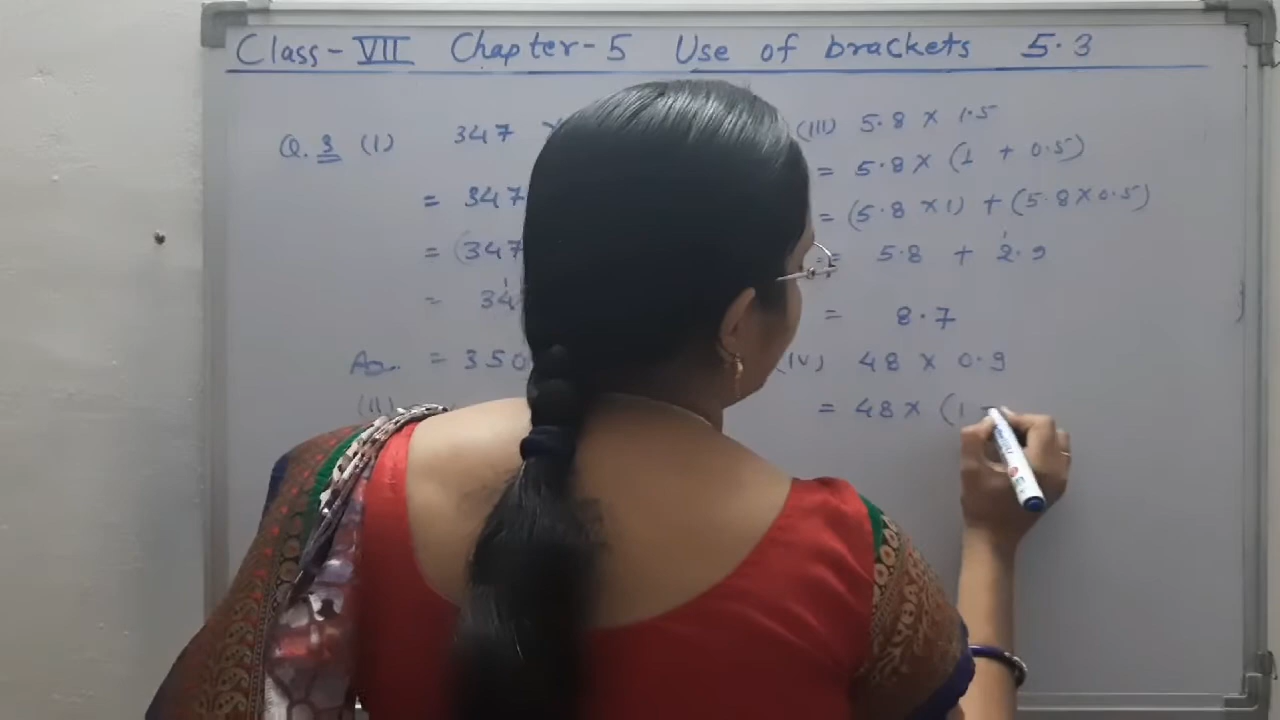 Class-VII Chapter-5 Use of brackets 5.3
Q.3 (I) 347
= 347
= (347
= 34
Ans. = 350
(II)
(III) 5.8 × 1.5
= 5.8 × (1 + 0.5)
= (5.8 × 1) + (5.8 × 0.5)
= 5.8 + 2.9
= 8.7
(IV) 48 × 0.9
= 48 × (1 -